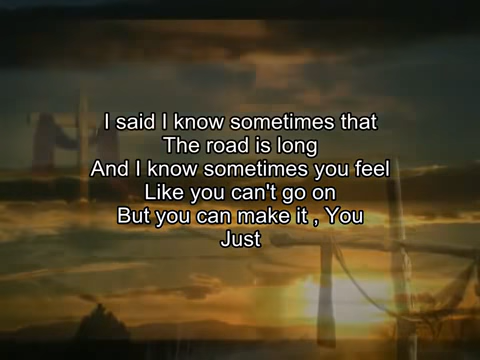 I said I know sometimes that
The road is long
And I know sometimes you feel
Like you can't go on
But you can make it , You
Just